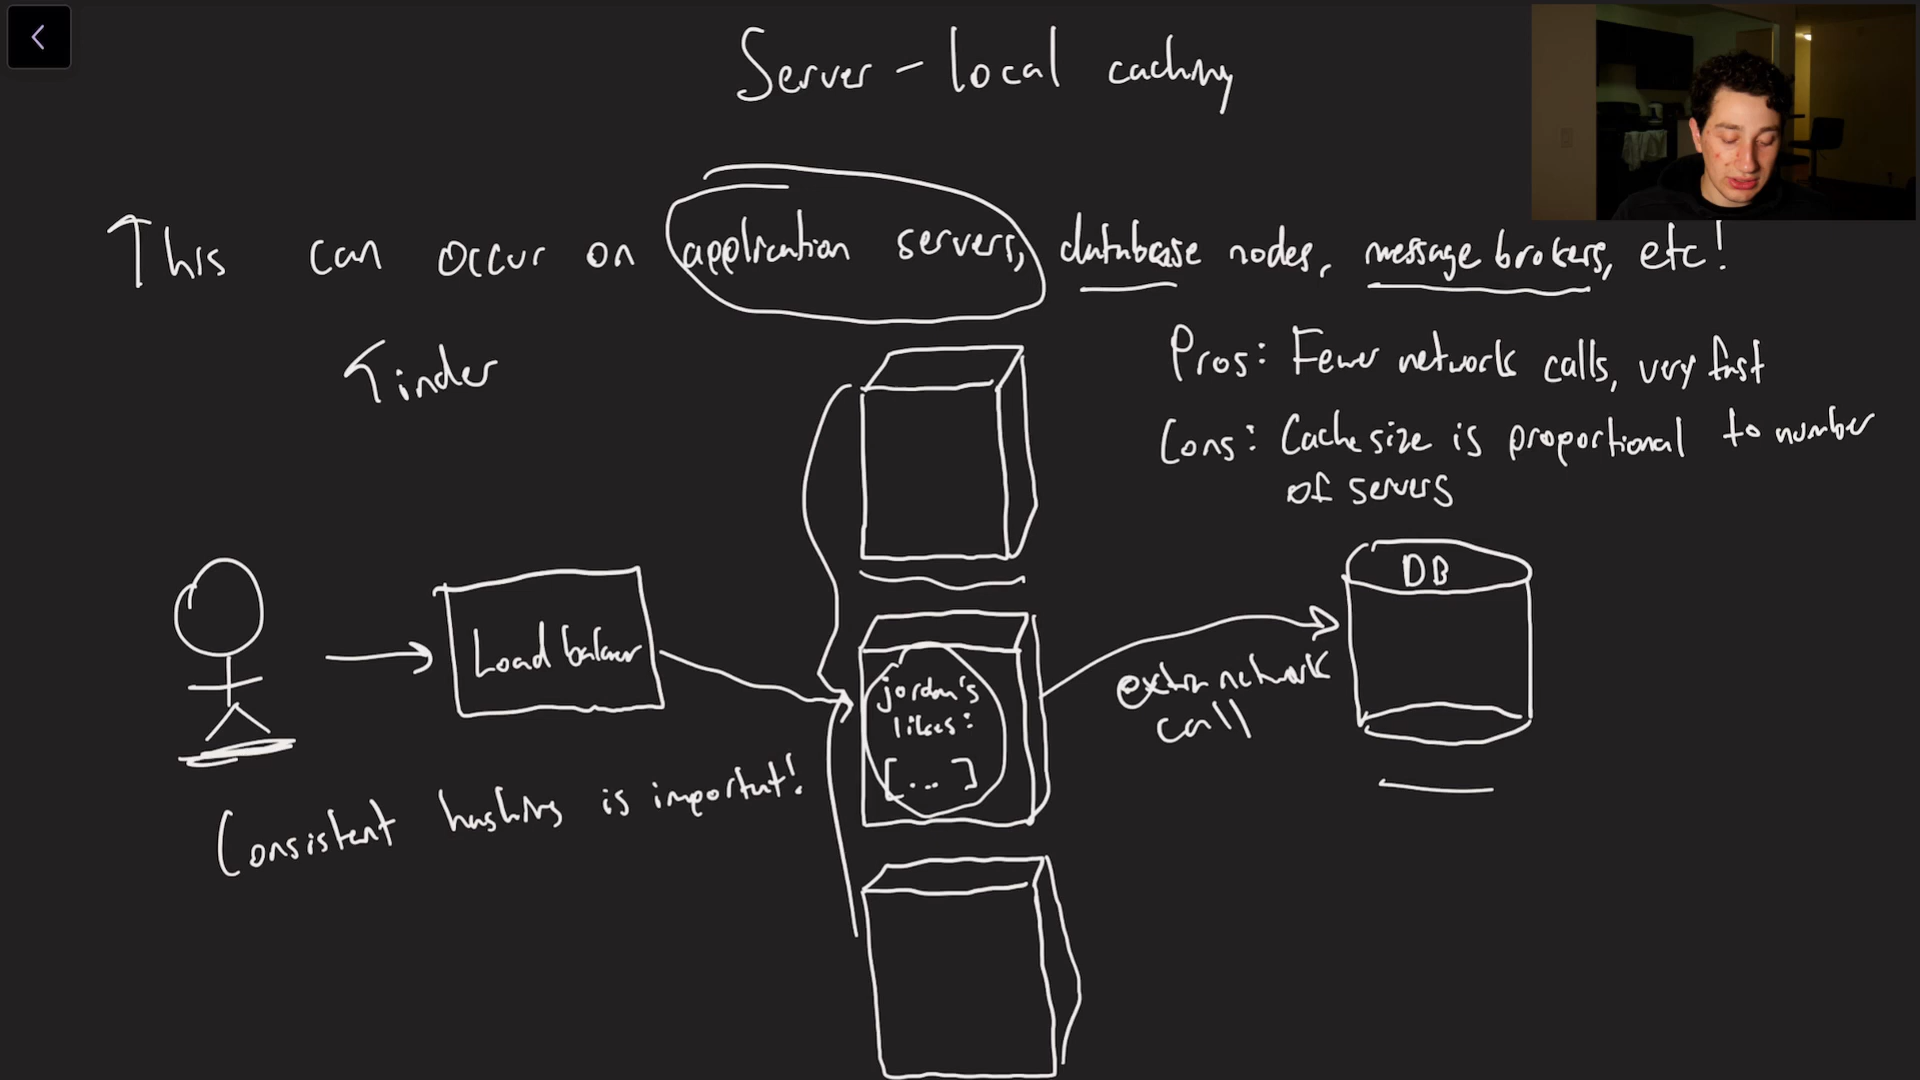 Server - local caching
This can occur on application servers, database nodes, message brokers, etc!
Tinder
Pros: Fewer network calls, very fast
Cons: Cache size is proportional to number
of servers
DB
Load balancer
jordan's
likes:
[...]
extra network
call
Consistent hashing is important!